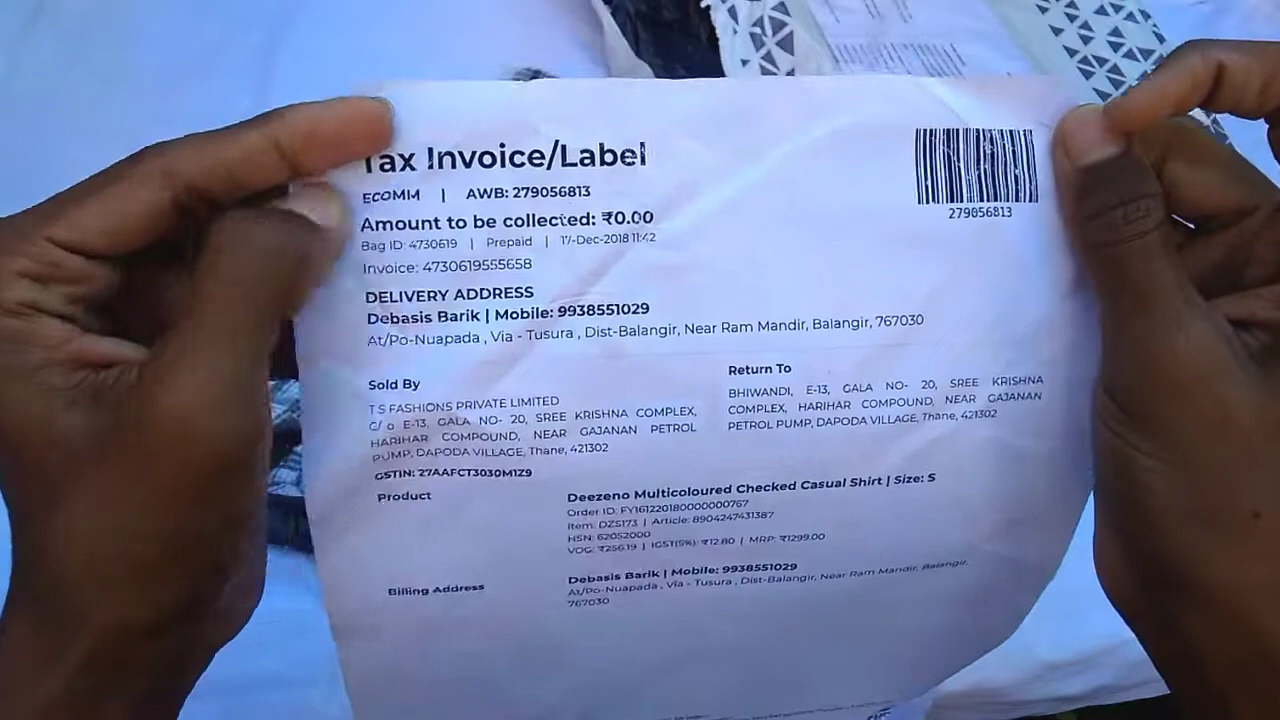 Tax Invoice/Label
ECOMM | AWB: 279056813
Amount to be collected: ₹0.00
Bag ID: 4730619 | Prepaid | 17-Dec-2018 11:42
Invoice: 4730619555658
279056813
DELIVERY ADDRESS
Debasis Barik | Mobile: 9938551029
At/Po-Nuapada , Via - Tusura , Dist-Balangir, Near Ram Mandir, Balangir, 767030
Sold By
T S FASHIONS PRIVATE LIMITED
C/ o E-13, GALA NO- 20, SREE KRISHNA COMPLEX,
HARIHAR COMPOUND, NEAR GAJANAN PETROL
PUMP, DAPODA VILLAGE, Thane, 421302
GSTIN: 27AAFCT3030M1Z9
Return To
BHIWANDI, E-13, GALA NO- 20, SREE KRISHNA
COMPLEX, HARIHAR COMPOUND, NEAR GAJANAN
PETROL PUMP, DAPODA VILLAGE, Thane, 421302
Product
Deezeno Multicoloured Checked Casual Shirt | Size: S
Order ID: FY16122018000000767
Item: DZS173 | Article: 8904247431387
HSN: 62052000
VOG: ₹256.19 | IGST(5%): ₹12.80 | MRP: ₹1299.00
Billing Address
Debasis Barik | Mobile: 9938551029
At/Po-Nuapada , Via - Tusura , Dist-Balangir, Near Ram Mandir, Balangir,
767030